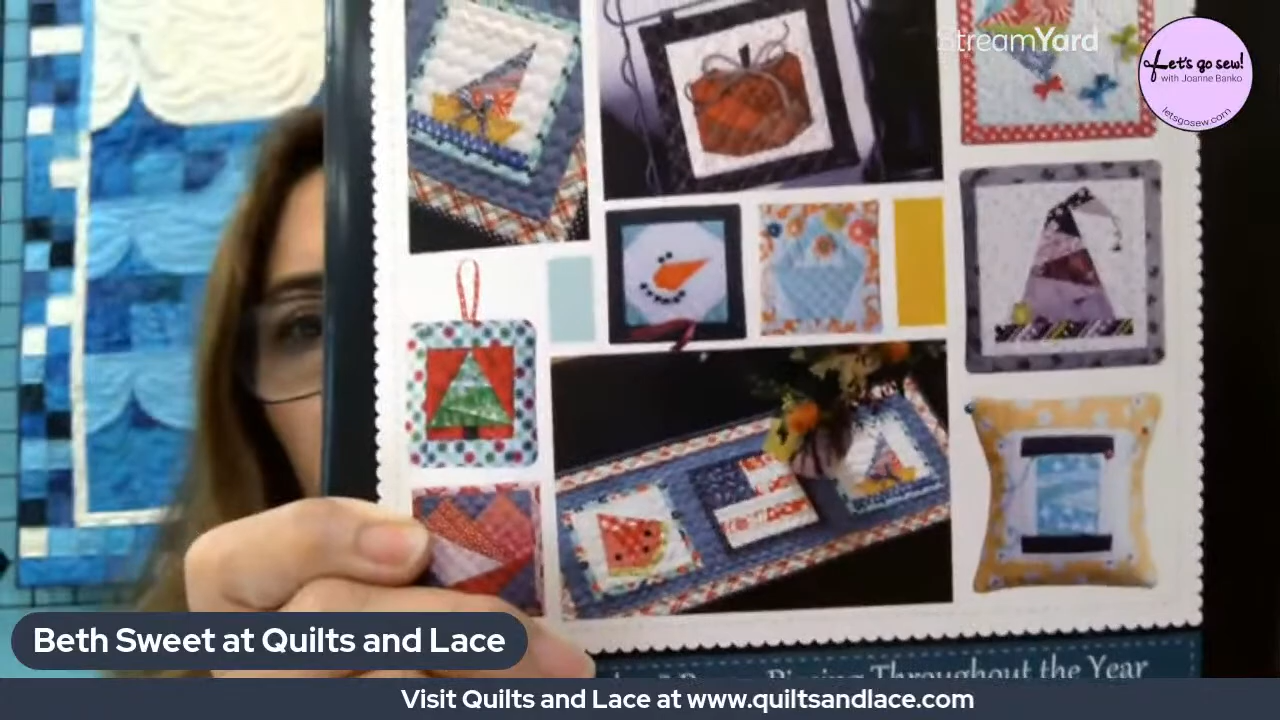 StreamYard
Let's go sew!
with Joanne Banko
letsgosew.com
Piecing Throughout the Year
Beth Sweet at Quilts and Lace
Visit Quilts and Lace at www.quiltsandlace.com